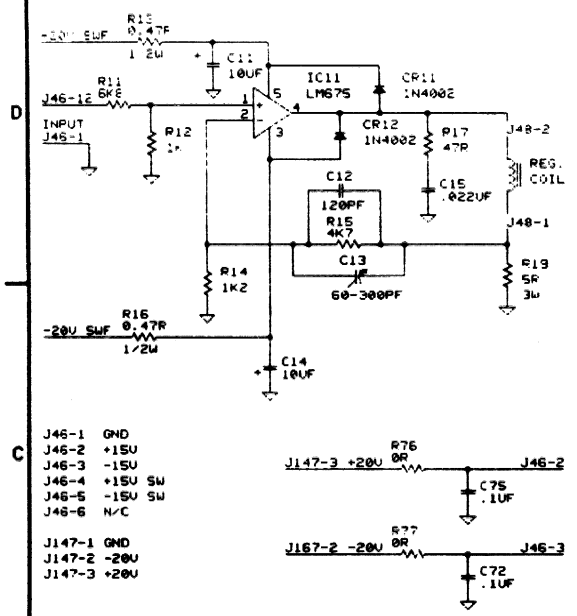 R13
0.47R
-20V SWF
1/2W
C11
10UF
IC11
LM675
CR11
1N4002
R11
6K8
J46-12
D
INPUT
J46-1
R12
1K
1
2
3
4
5
+
-
CR12
1N4002
R17
47R
J48-2
REG.
COIL
C15
.022UF
C12
120PF
R15
4K7
J48-1
C13
60-300PF
R14
1K2
R19
5R
3W
R16
0.47R
-20V SWF
1/2W
C14
10UF
C
J46-1 GND
J46-2 +15V
J46-3 -15V
J46-4 +15V SW
J46-5 -15V SW
J46-6 N/C
J147-1 GND
J147-2 -20V
J147-3 +20V
R76
0R
J147-3 +20V
J46-2
C75
.1UF
R77
0R
J167-2 -20V
J46-3
C72
.1UF